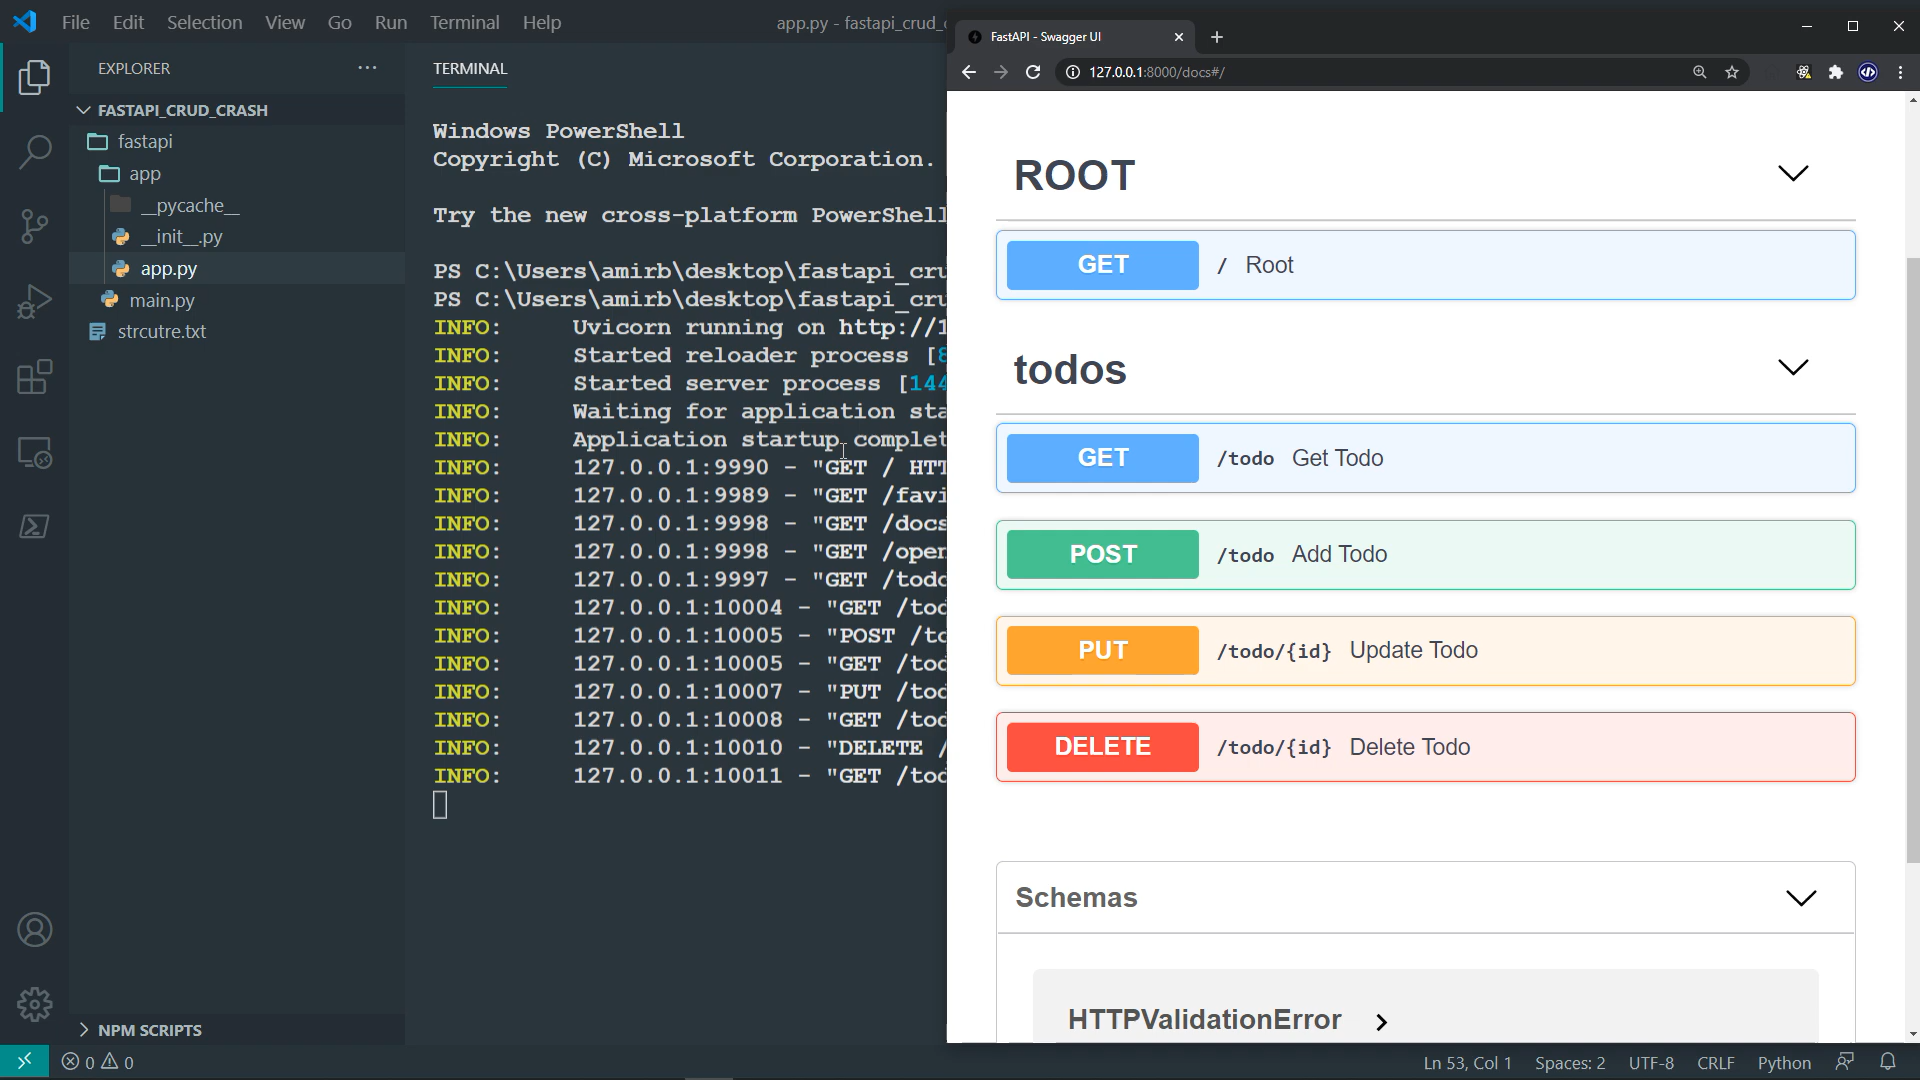 File Edit Selection View Go Run Terminal Help
app.py - fastapi_crud_c
EXPLORER
FASTAPI_CRUD_CRASH
fastapi
app
__pycache__
__init__.py
app.py
main.py
strcutre.txt
NPM SCRIPTS
TERMINAL
Windows PowerShell
Copyright (C) Microsoft Corporation.
Try the new cross-platform PowerShell
PS C:\Users\amirb\desktop\fastapi_cru
PS C:\Users\amirb\desktop\fastapi_cru
INFO: Uvicorn running on http://1
INFO: Started reloader process [8
INFO: Started server process [144
INFO: Waiting for application sta
INFO: Application startup complet
INFO: 127.0.0.1:9990 - "GET / HTT
INFO: 127.0.0.1:9989 - "GET /favi
INFO: 127.0.0.1:9998 - "GET /docs
INFO: 127.0.0.1:9998 - "GET /open
INFO: 127.0.0.1:9997 - "GET /todo
INFO: 127.0.0.1:10004 - "GET /tod
INFO: 127.0.0.1:10005 - "POST /to
INFO: 127.0.0.1:10005 - "GET /tod
INFO: 127.0.0.1:10007 - "PUT /tod
INFO: 127.0.0.1:10008 - "GET /tod
INFO: 127.0.0.1:10010 - "DELETE /
INFO: 127.0.0.1:10011 - "GET /tod
FastAPI - Swagger UI
127.0.0.1:8000/docs#/
ROOT
GET / Root
todos
GET /todo Get Todo
POST /todo Add Todo
PUT /todo/{id} Update Todo
DELETE /todo/{id} Delete Todo
Schemas
HTTPValidationError
0 0
Ln 53, Col 1 Spaces: 2 UTF-8 CRLF Python